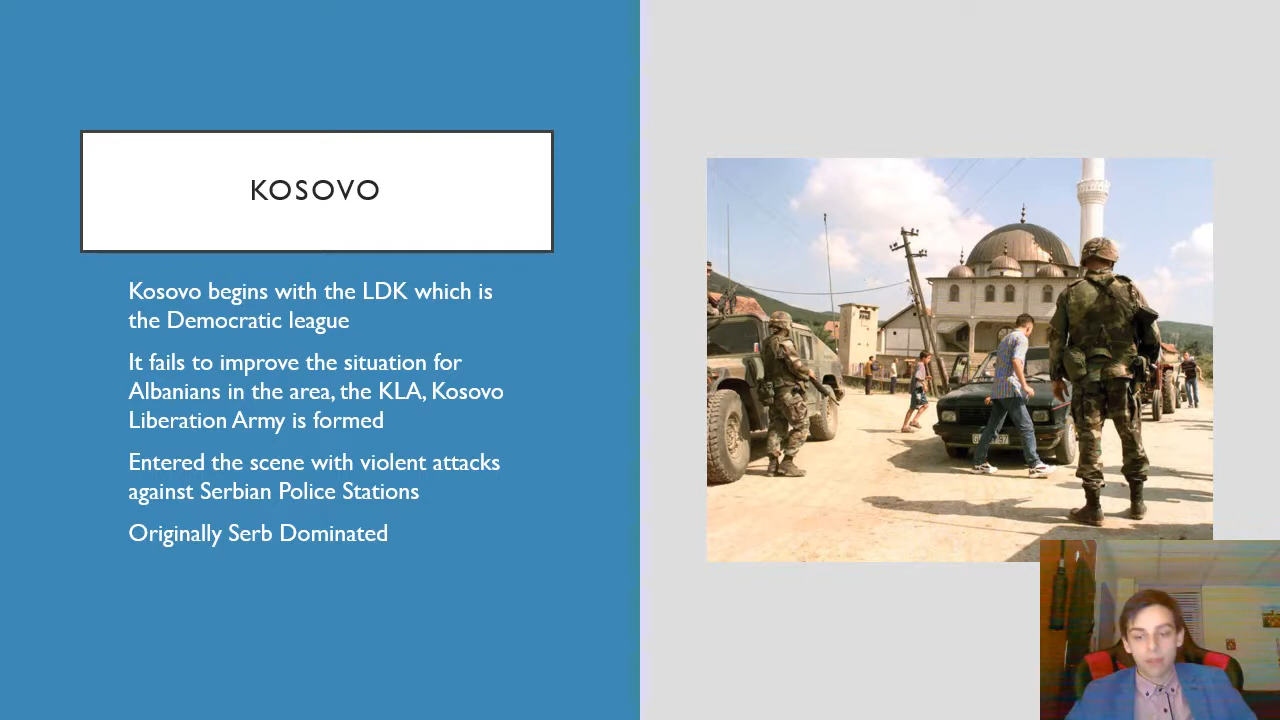 KOSOVO
Kosovo begins with the LDK which is
the Democratic league
It fails to improve the situation for
Albanians in the area, the KLA, Kosovo
Liberation Army is formed
Entered the scene with violent attacks
against Serbian Police Stations
Originally Serb Dominated